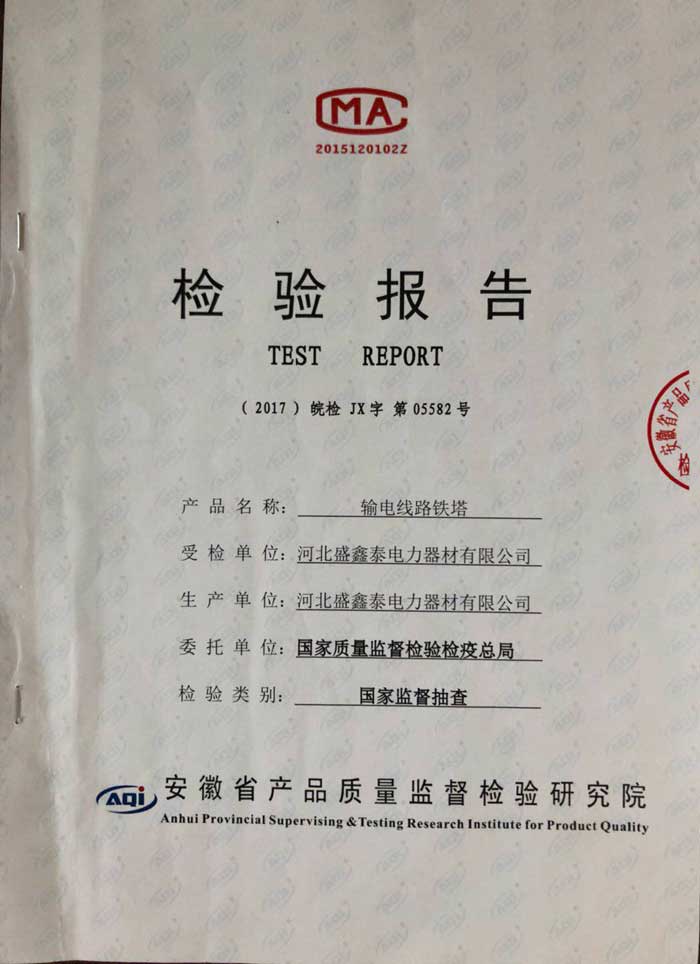 CMA
2015120102Z
检验报告
TEST REPORT
(2017)皖检 JX字 第05582号
安徽省产品
检
产品名称: 输电线路铁塔
受检单位: 河北盛鑫泰电力器材有限公司
生产单位: 河北盛鑫泰电力器材有限公司
委托单位: 国家质量监督检验检疫总局
检验类别: 国家监督抽查
AQI 安徽省产品质量监督检验研究院
Anhui Provincial Supervising & Testing Research Institute for Product Quality